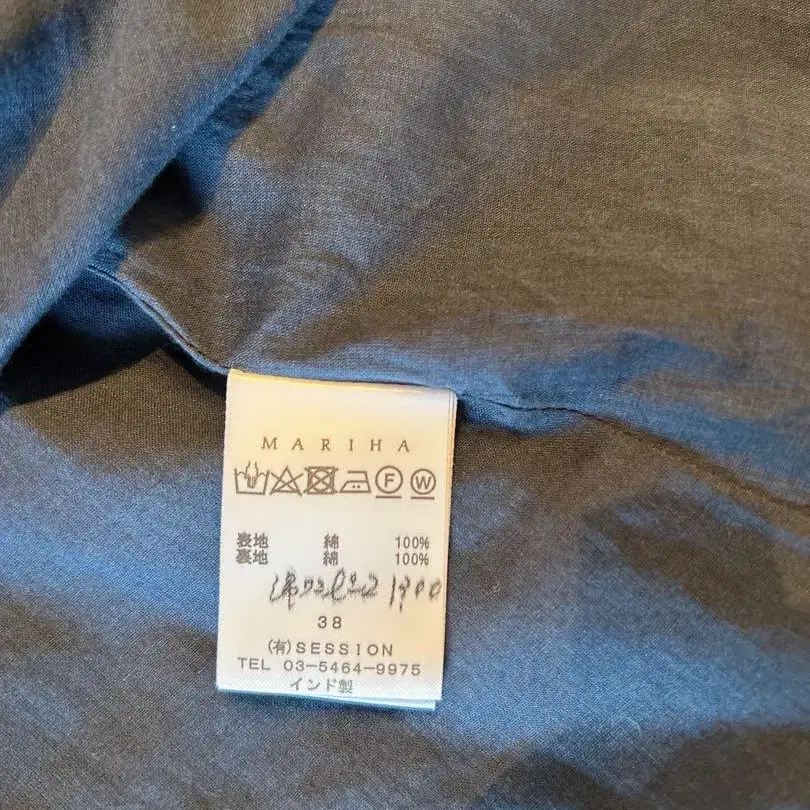 MARIHA
F W
表地 綿 100%
裏地 綿 100%
38
(有)SESSION
TEL 03-5464-9975
インド製